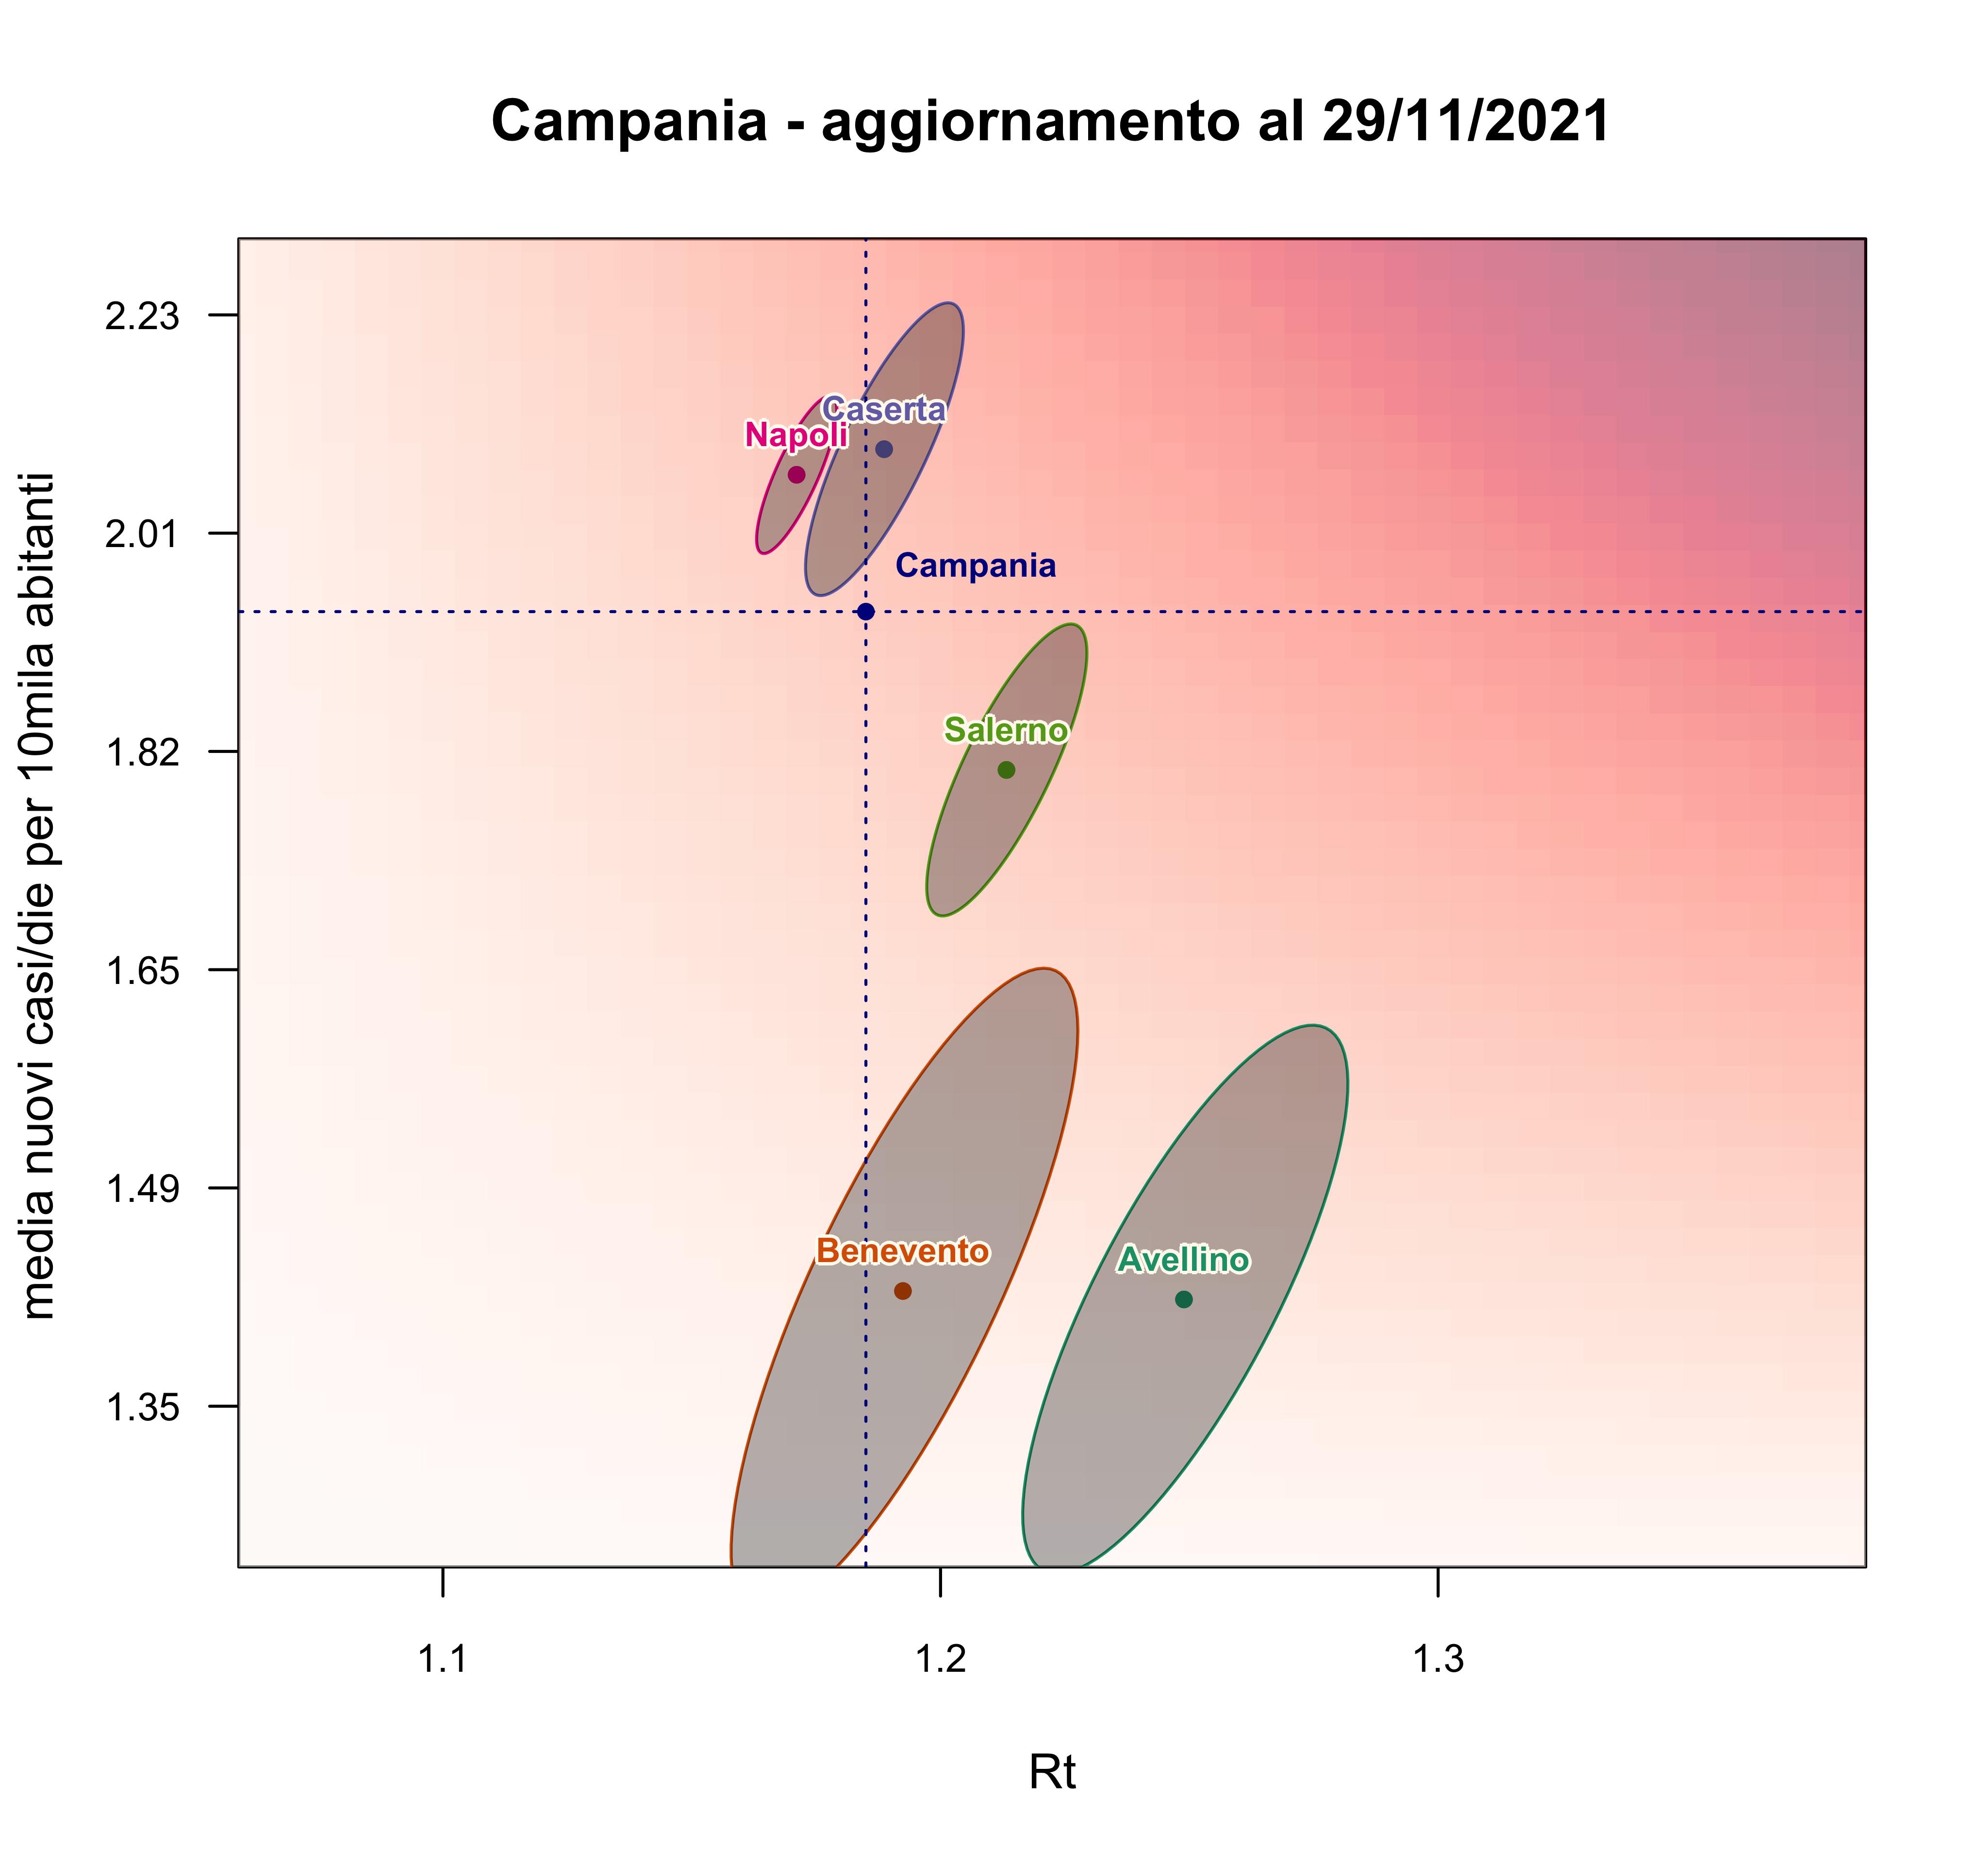 Campania - aggiornamento al 29/11/2021
media nuovi casi/die per 10mila abitanti
2.23
2.01
1.82
1.65
1.49
1.35
Caserta
Napoli
Campania
Salerno
Benevento
Avellino
1.1
1.2
1.3
Rt